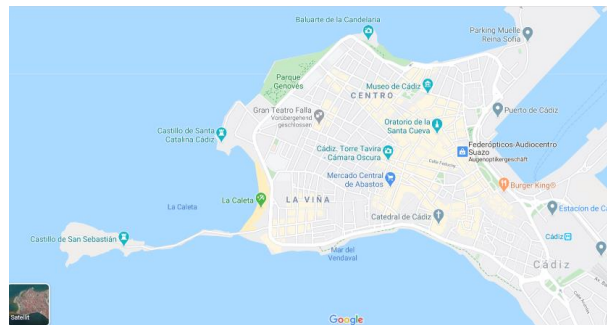 Baluarte de la Candelaria
Parking Muelle
Reina Sofía
Parque
Genovés
Museo de Cádiz
CENTRO
Gran Teatro Falla
Vorübergehend
geschlossen
Puerto de Cádiz
Oratorio de la
Santa Cueva
Castillo de Santa
Catalina Cádiz
Federópticos-Audiocentro
Suazo
Augenoptikergeschäft
Cádiz, Torre Tavira
- Cámara Oscura
Mercado Central
de Abastos
Burger King®
La Caleta
La Caleta
LA VIÑA
Catedral de Cádiz
Estacion de Ca
Castillo de San Sebastián
Cádiz
Mar del
Vendaval
Cádiz
Satellit
Google